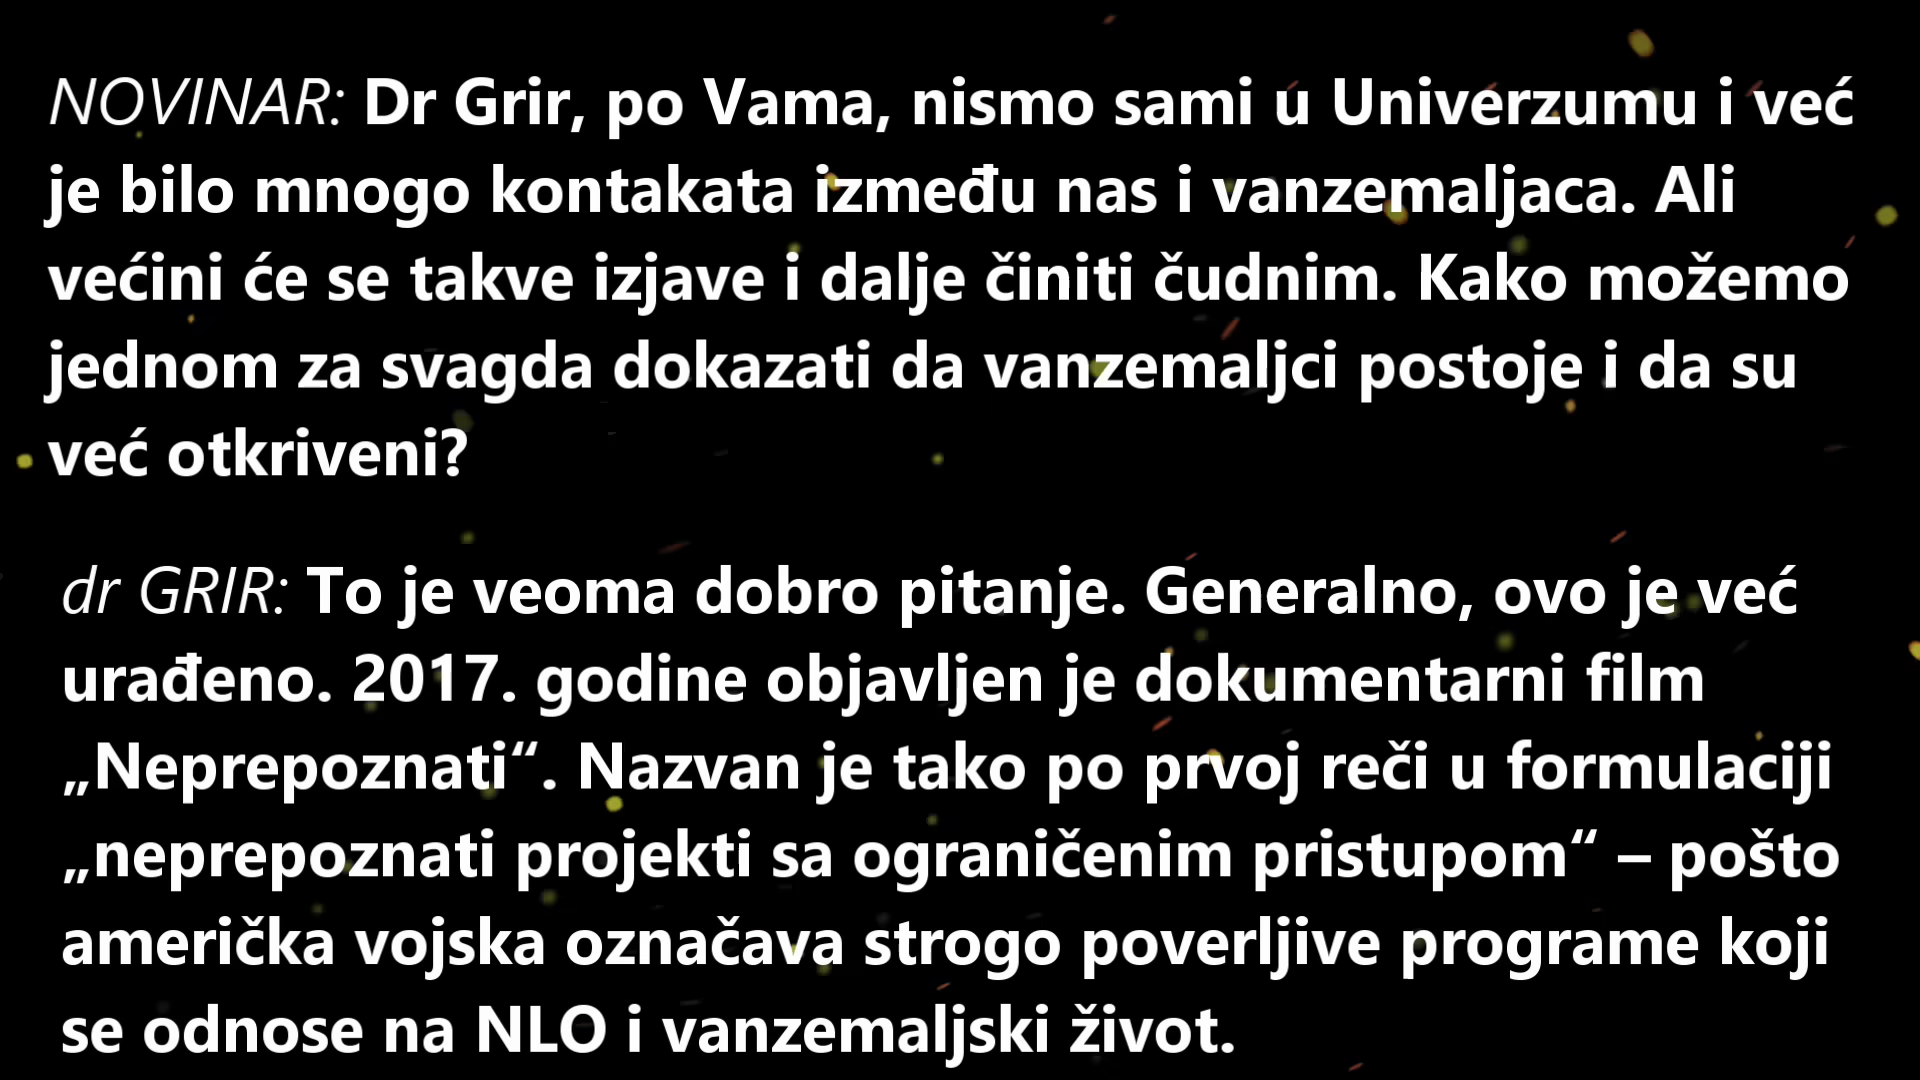 NOVINAR: Dr Grir, po Vama, nismo sami u Univerzumu i već
je bilo mnogo kontakata između nas i vanzemaljaca. Ali
većini će se takve izjave i dalje činiti čudnim. Kako možemo
jednom za svagda dokazati da vanzemaljci postoje i da su
već otkriveni?
dr GRIR: To je veoma dobro pitanje. Generalno, ovo je već
urađeno. 2017. godine objavljen je dokumentarni film
„Neprepoznati“. Nazvan je tako po prvoj reči u formulaciji
„neprepoznati projekti sa ograničenim pristupom“ – pošto
američka vojska označava strogo poverljive programe koji
se odnose na NLO i vanzemaljski život.